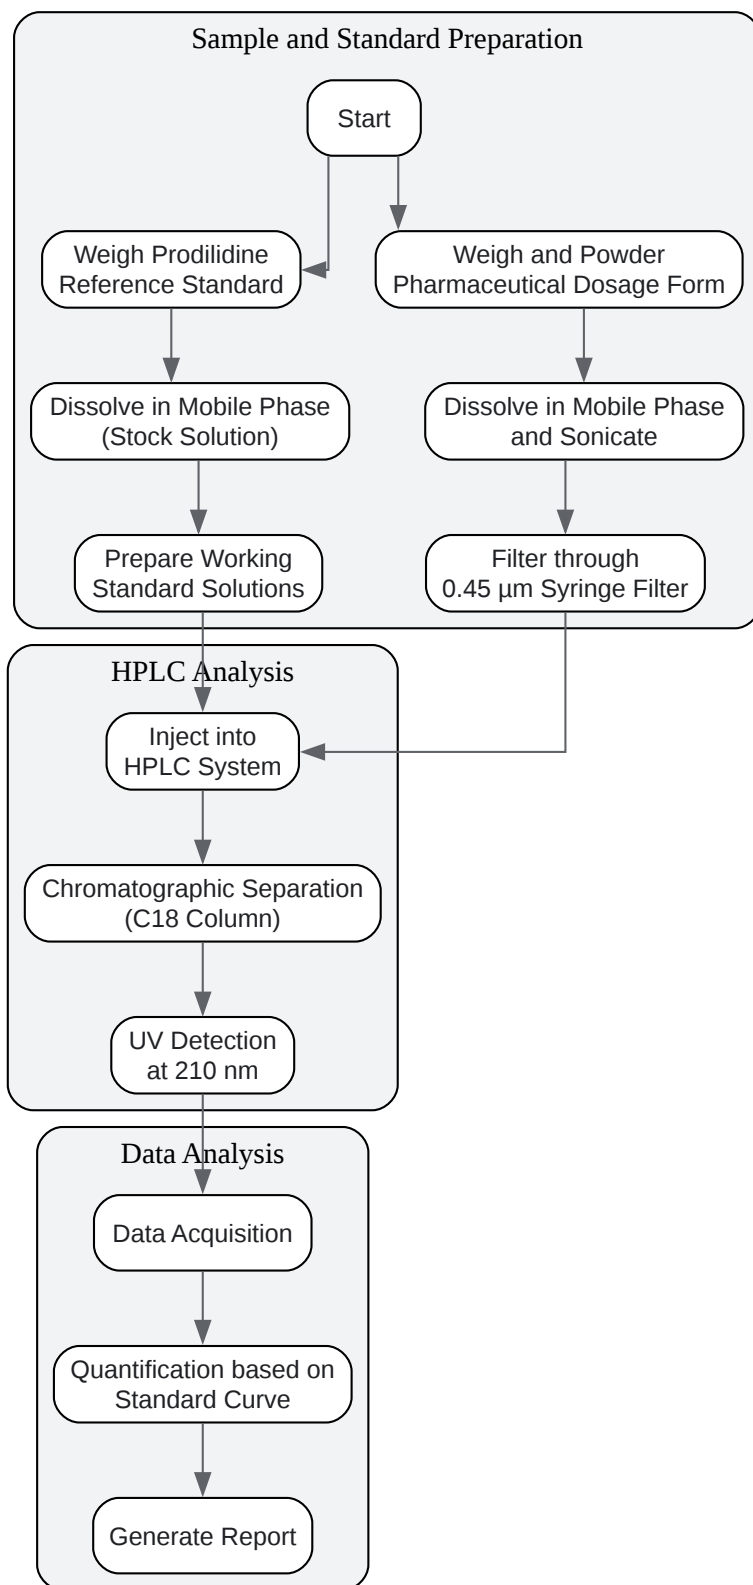 Sample and Standard Preparation
Start
Weigh Prodilidine
Reference Standard
Weigh and Powder
Pharmaceutical Dosage Form
Dissolve in Mobile Phase
(Stock Solution)
Dissolve in Mobile Phase
and Sonicate
Prepare Working
Standard Solutions
Filter through
0.45 µm Syringe Filter
HPLC Analysis
Inject into
HPLC System
Chromatographic Separation
(C18 Column)
UV Detection
at 210 nm
Data Analysis
Data Acquisition
Quantification based on
Standard Curve
Generate Report